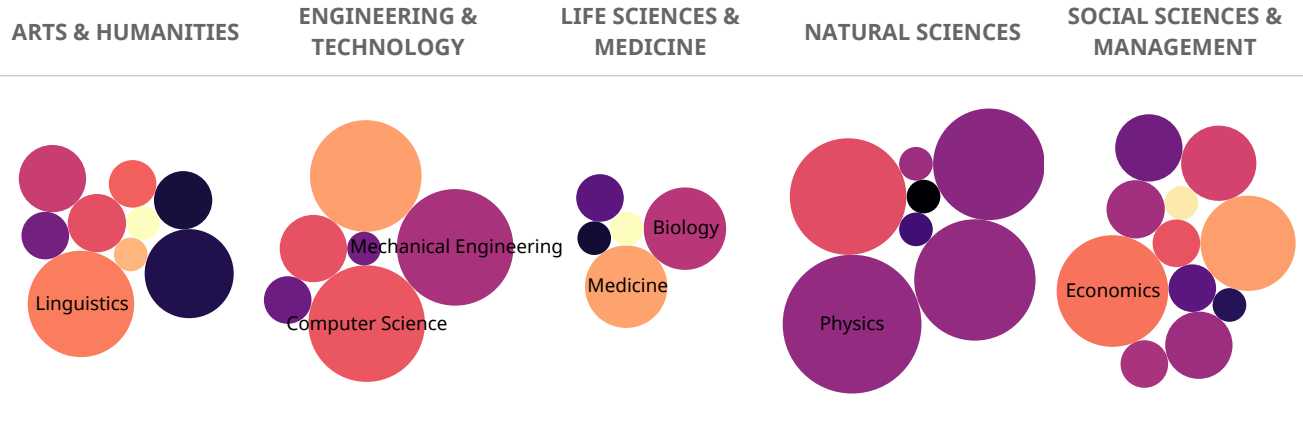 ARTS & HUMANITIES
ENGINEERING &
TECHNOLOGY
LIFE SCIENCES &
MEDICINE
NATURAL SCIENCES
SOCIAL SCIENCES &
MANAGEMENT
Linguistics
Mechanical Engineering
Computer Science
Biology
Medicine
Physics
Economics